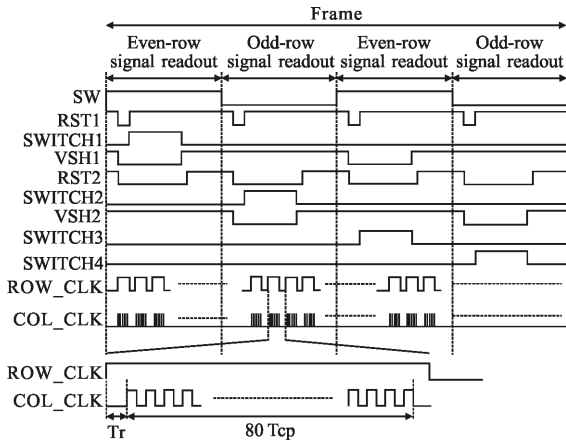 Frame
Even-row signal readout
Odd-row signal readout
Even-row signal readout
Odd-row signal readout
SW
RST1
SWITCH1
VSH1
RST2
SWITCH2
VSH2
SWITCH3
SWITCH4
ROW_CLK
COL_CLK
ROW_CLK
COL_CLK
Tr
80 Tcp